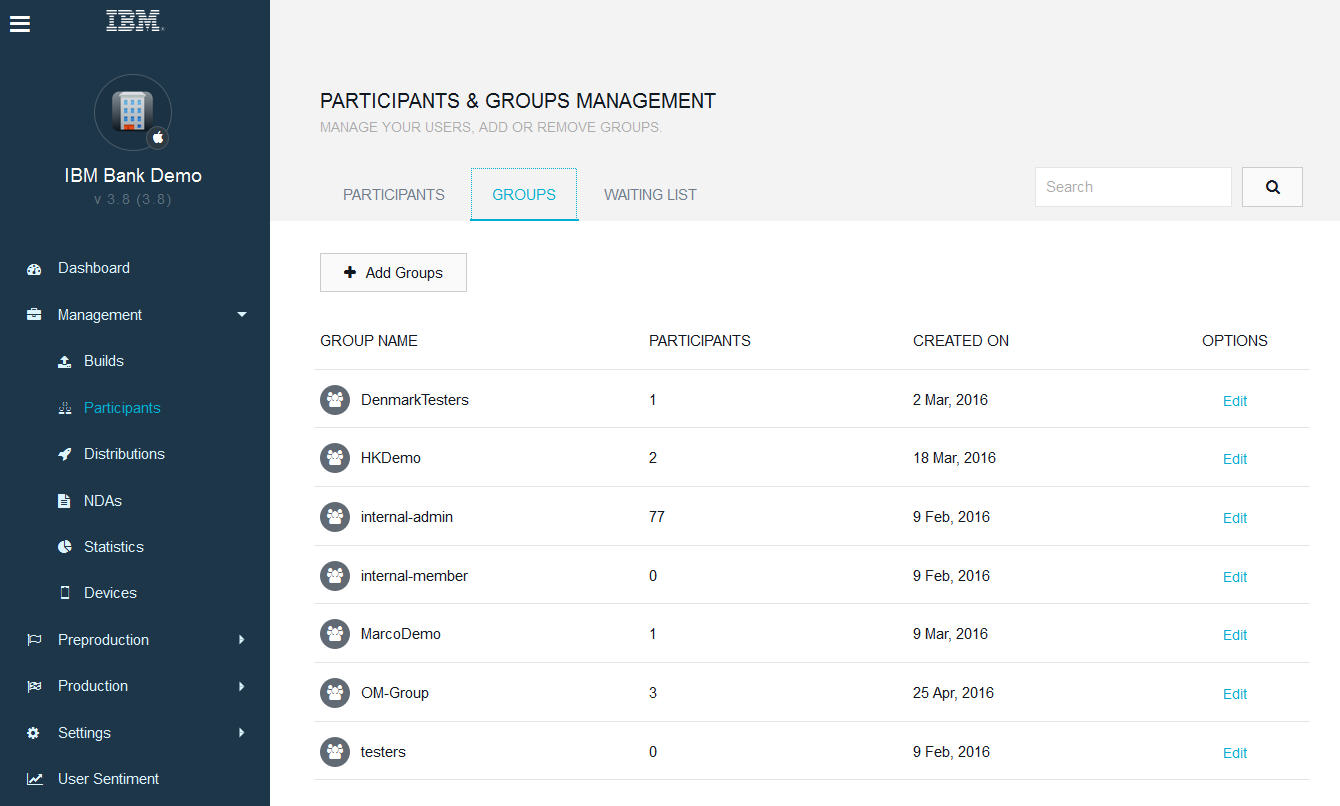 IBM
IBM Bank Demo
v 3.8 (3.8)
Dashboard
Management
Builds
Participants
Distributions
NDAs
Statistics
Devices
Preproduction
Production
Settings
User Sentiment
PARTICIPANTS & GROUPS MANAGEMENT
MANAGE YOUR USERS, ADD OR REMOVE GROUPS.
PARTICIPANTS GROUPS WAITING LIST Search
Add Groups
GROUP NAME PARTICIPANTS CREATED ON OPTIONS
DenmarkTesters 1 2 Mar, 2016 Edit
HKDemo 2 18 Mar, 2016 Edit
internal-admin 77 9 Feb, 2016 Edit
internal-member 0 9 Feb, 2016 Edit
MarcoDemo 1 9 Mar, 2016 Edit
OM-Group 3 25 Apr, 2016 Edit
testers 0 9 Feb, 2016 Edit